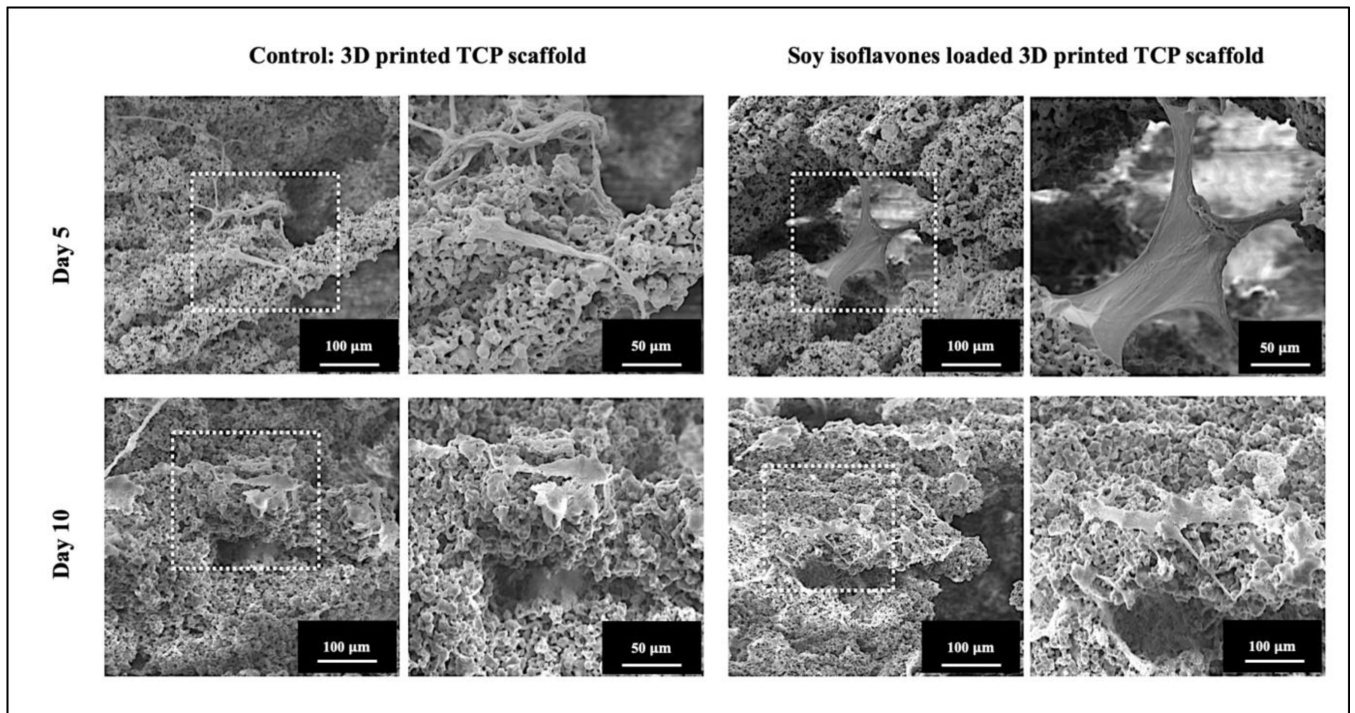 Control: 3D printed TCP scaffold
Soy isoflavones loaded 3D printed TCP scaffold
Day 5
100 μm
50 μm
100 μm
50 μm
Day 10
100 μm
50 μm
100 μm
100 μm